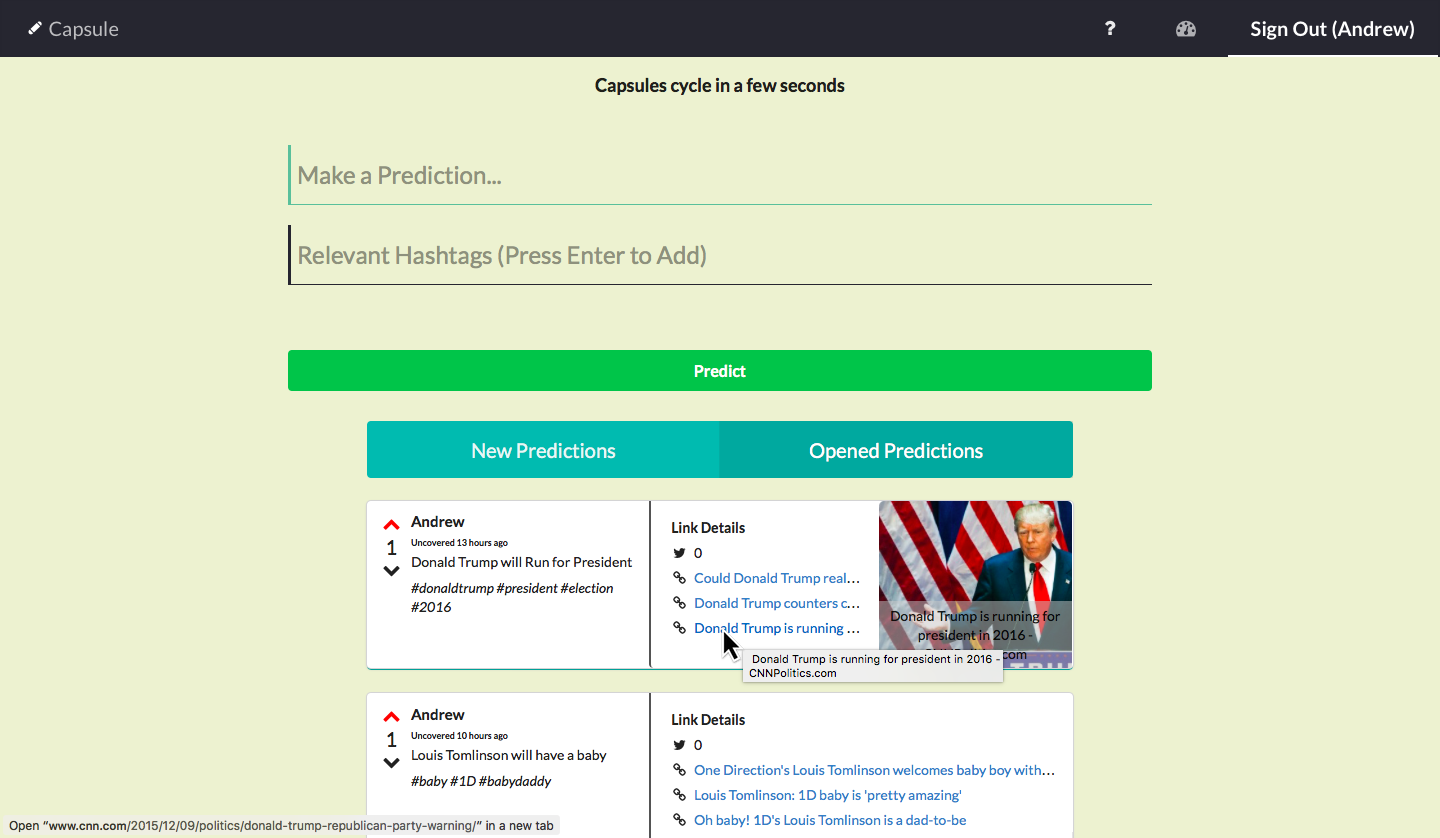 Capsule
?
Sign Out (Andrew)
Capsules cycle in a few seconds
Make a Prediction...
Relevant Hashtags (Press Enter to Add)
Predict
New Predictions
Opened Predictions
1
Andrew
Uncovered 13 hours ago
Donald Trump will Run for President
#donaldtrump #president #election
#2016
Link Details
0
Could Donald Trump real...
Donald Trump counters c...
Donald Trump is running ...
Donald Trump is running for
president in 2016 -
com
Donald Trump is running for president in 2016 -
CNNPolitics.com
1
Andrew
Uncovered 10 hours ago
Louis Tomlinson will have a baby
#baby #1D #babydaddy
Link Details
0
One Direction's Louis Tomlinson welcomes baby boy with...
Louis Tomlinson: 1D baby is 'pretty amazing'
Oh baby! 1D's Louis Tomlinson is a dad-to-be
Open "www.cnn.com/2015/12/09/politics/donald-trump-republican-party-warning/" in a new tab